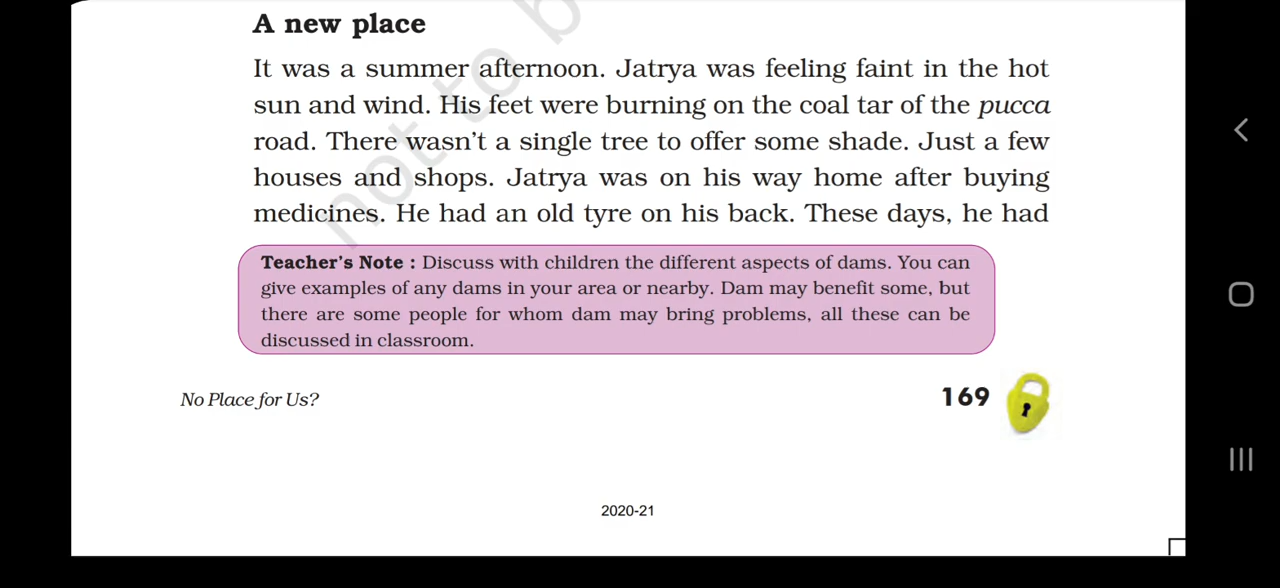 A new place
It was a summer afternoon. Jatrya was feeling faint in the hot
sun and wind. His feet were burning on the coal tar of the pucca
road. There wasn't a single tree to offer some shade. Just a few
houses and shops. Jatrya was on his way home after buying
medicines. He had an old tyre on his back. These days, he had
Teacher's Note : Discuss with children the different aspects of dams. You can
give examples of any dams in your area or nearby. Dam may benefit some, but
there are some people for whom dam may bring problems, all these can be
discussed in classroom.
No Place for Us?
169
2020-21
not to b